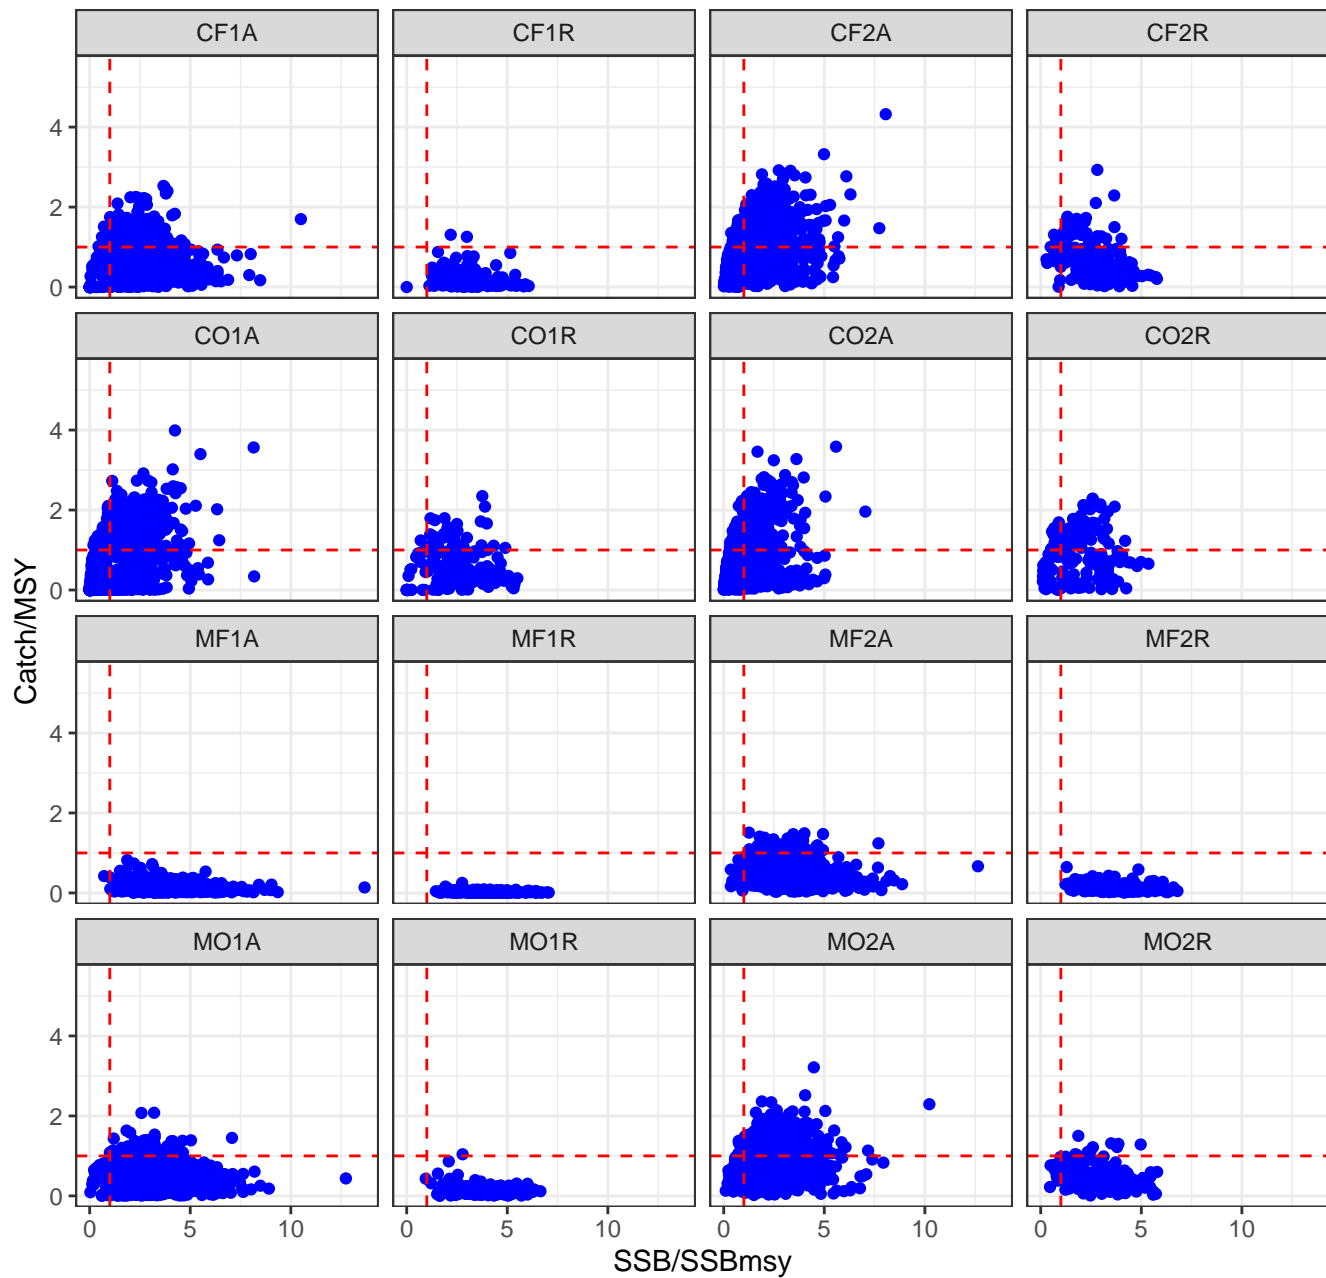 CF1A CF1R CF2A CF2R
4
2
0
CO1A CO1R CO2A CO2R
4
2
0
MF1A MF1R MF2A MF2R
4
2
0
MO1A MO1R MO2A MO2R
4
2
0
0 5 10 0 5 10 0 5 10 0 5 10
SSB/SSBmsy
Catch/MSY